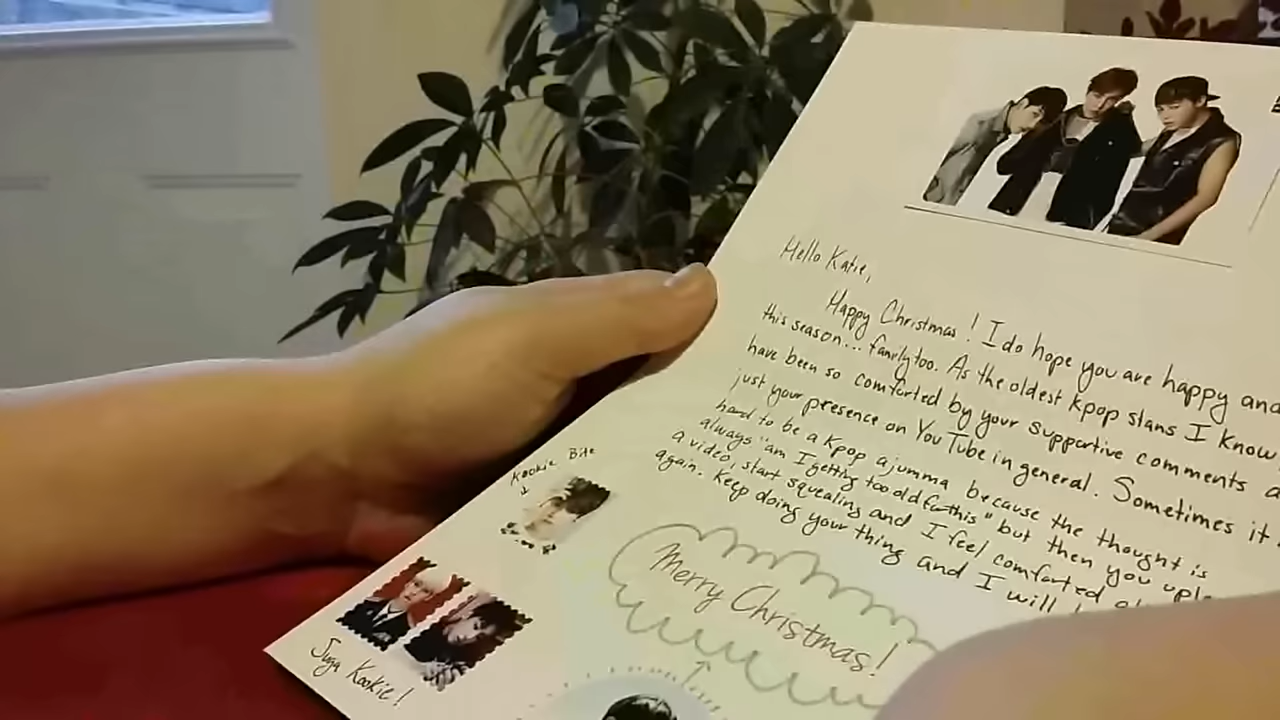 Hello Katie,
Happy Christmas! I do hope you are happy and
this season... family too. As the oldest Kpop stans I know,
have been so comforted by your supportive comments a
just your presence on YouTube in general. Sometimes it
hard to be a Kpop ajumma because the thought is
always "am I getting too old for this" but then you uplo
a video, start squealing and I feel comforted
again. Keep doing your thing and I will
Kookie Bite
Merry Christmas!
Suga Kookie!